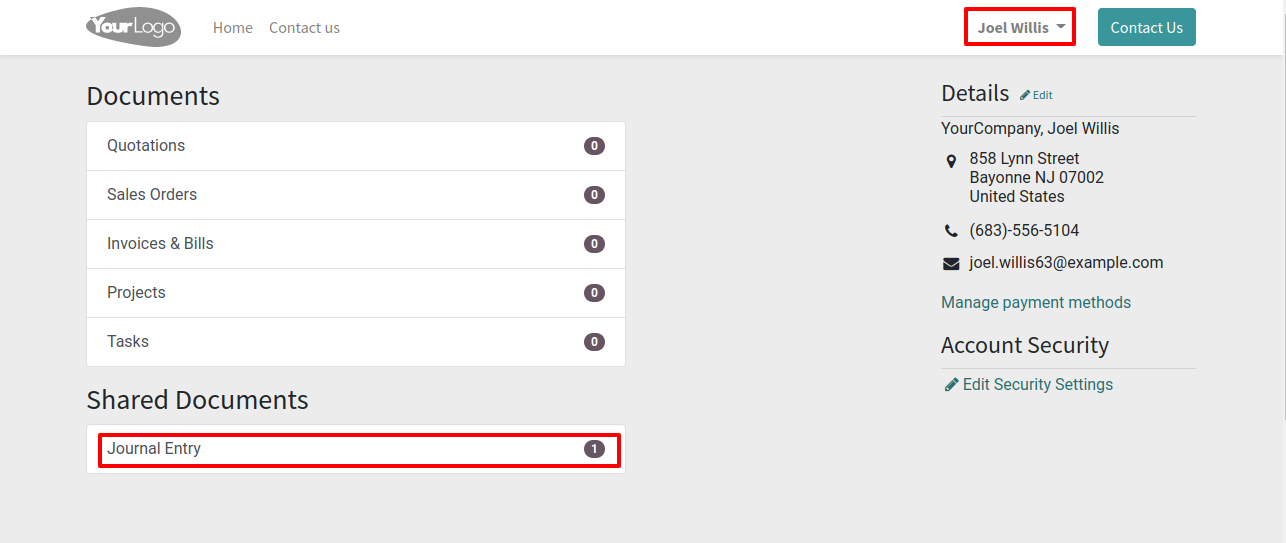 YourLogo
Home
Contact us
Joel Willis
Contact Us
Documents
Quotations 0
Sales Orders 0
Invoices & Bills 0
Projects 0
Tasks 0
Shared Documents
Journal Entry 1
Details Edit
YourCompany, Joel Willis
858 Lynn Street
Bayonne NJ 07002
United States
(683)-556-5104
joel.willis63@example.com
Manage payment methods
Account Security
Edit Security Settings